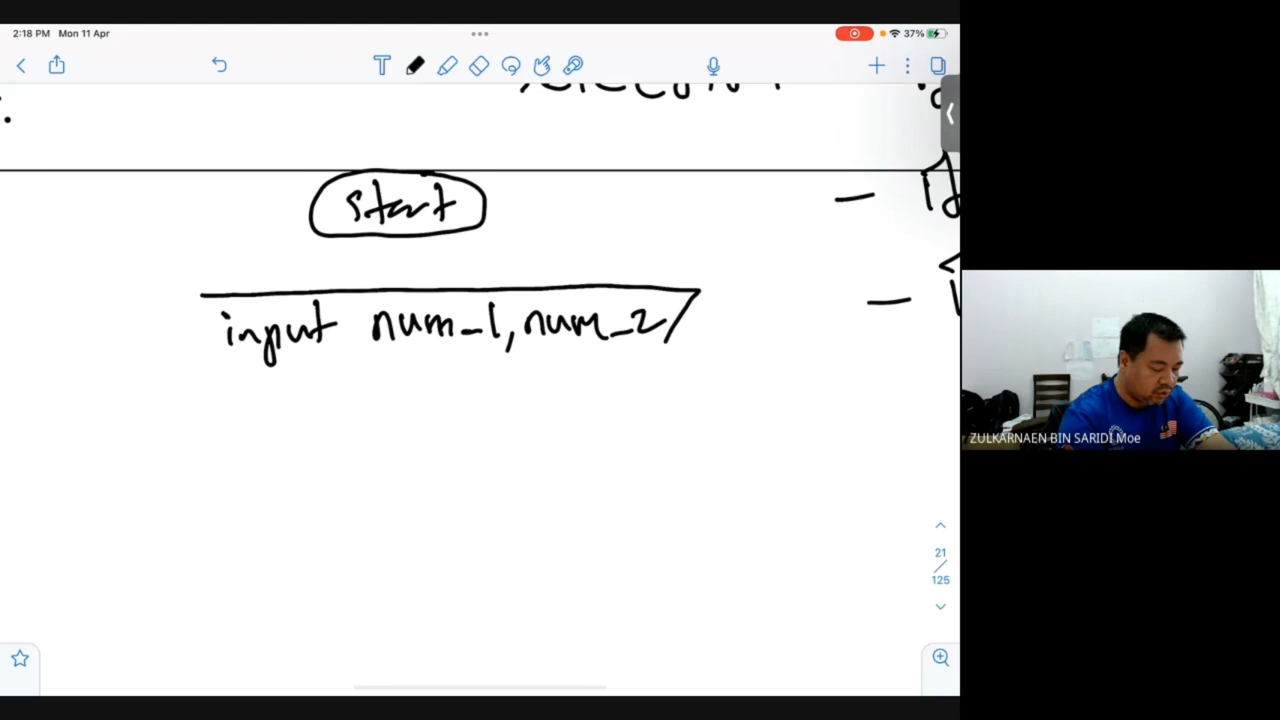 2:18 PM Mon 11 Apr
37%
start
input num_1, num_2
ZULKARNAEN BIN SARIDI Moe
21
/
125